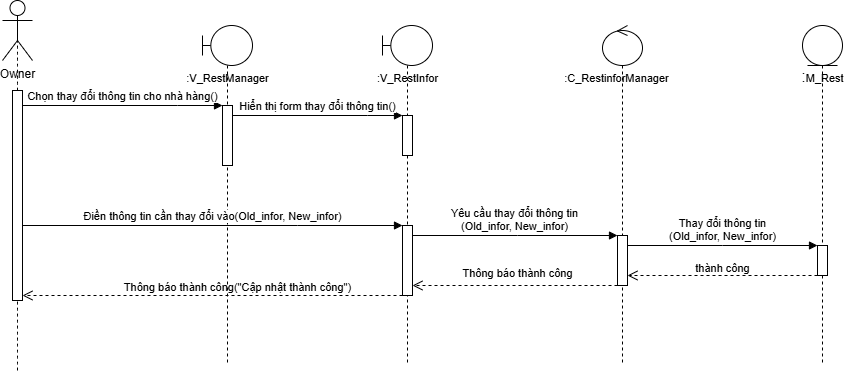 Owner
:V_RestManager
:V_RestInfor
:C_RestinforManager
:M_Rest
Chọn thay đổi thông tin cho nhà hàng()
Hiển thị form thay đổi thông tin()
Điền thông tin cần thay đổi vào(Old_infor, New_infor)
Yêu cầu thay đổi thông tin
(Old_infor, New_infor)
Thay đổi thông tin
(Old_infor, New_infor)
thành công
Thông báo thành công
Thông báo thành công("Cập nhật thành công")